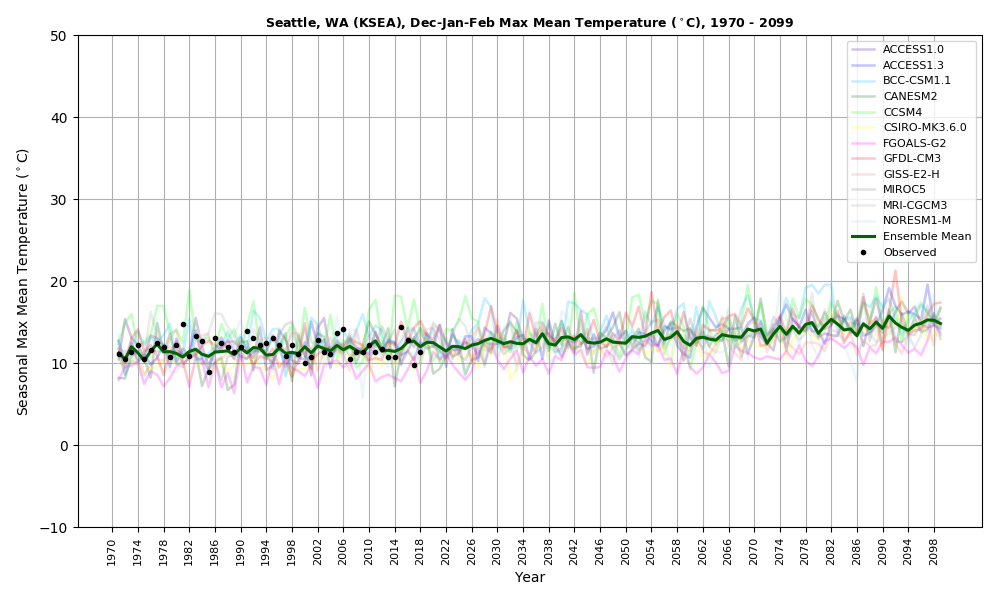 Seattle, WA (KSEA), Dec-Jan-Feb Max Mean Temperature (°C), 1970 - 2099
Seasonal Max Mean Temperature (°C)
50
40
30
20
10
0
−10
ACCESS1.0
ACCESS1.3
BCC-CSM1.1
CANESM2
CCSM4
CSIRO-MK3.6.0
FGOALS-G2
GFDL-CM3
GISS-E2-H
MIROC5
MRI-CGCM3
NORESM1-M
Ensemble Mean
Observed
1970 1974 1978 1982 1986 1990 1994 1998 2002 2006 2010 2014 2018 2022 2026 2030 2034 2038 2042 2046 2050 2054 2058 2062 2066 2070 2074 2078 2082 2086 2090 2094 2098
Year